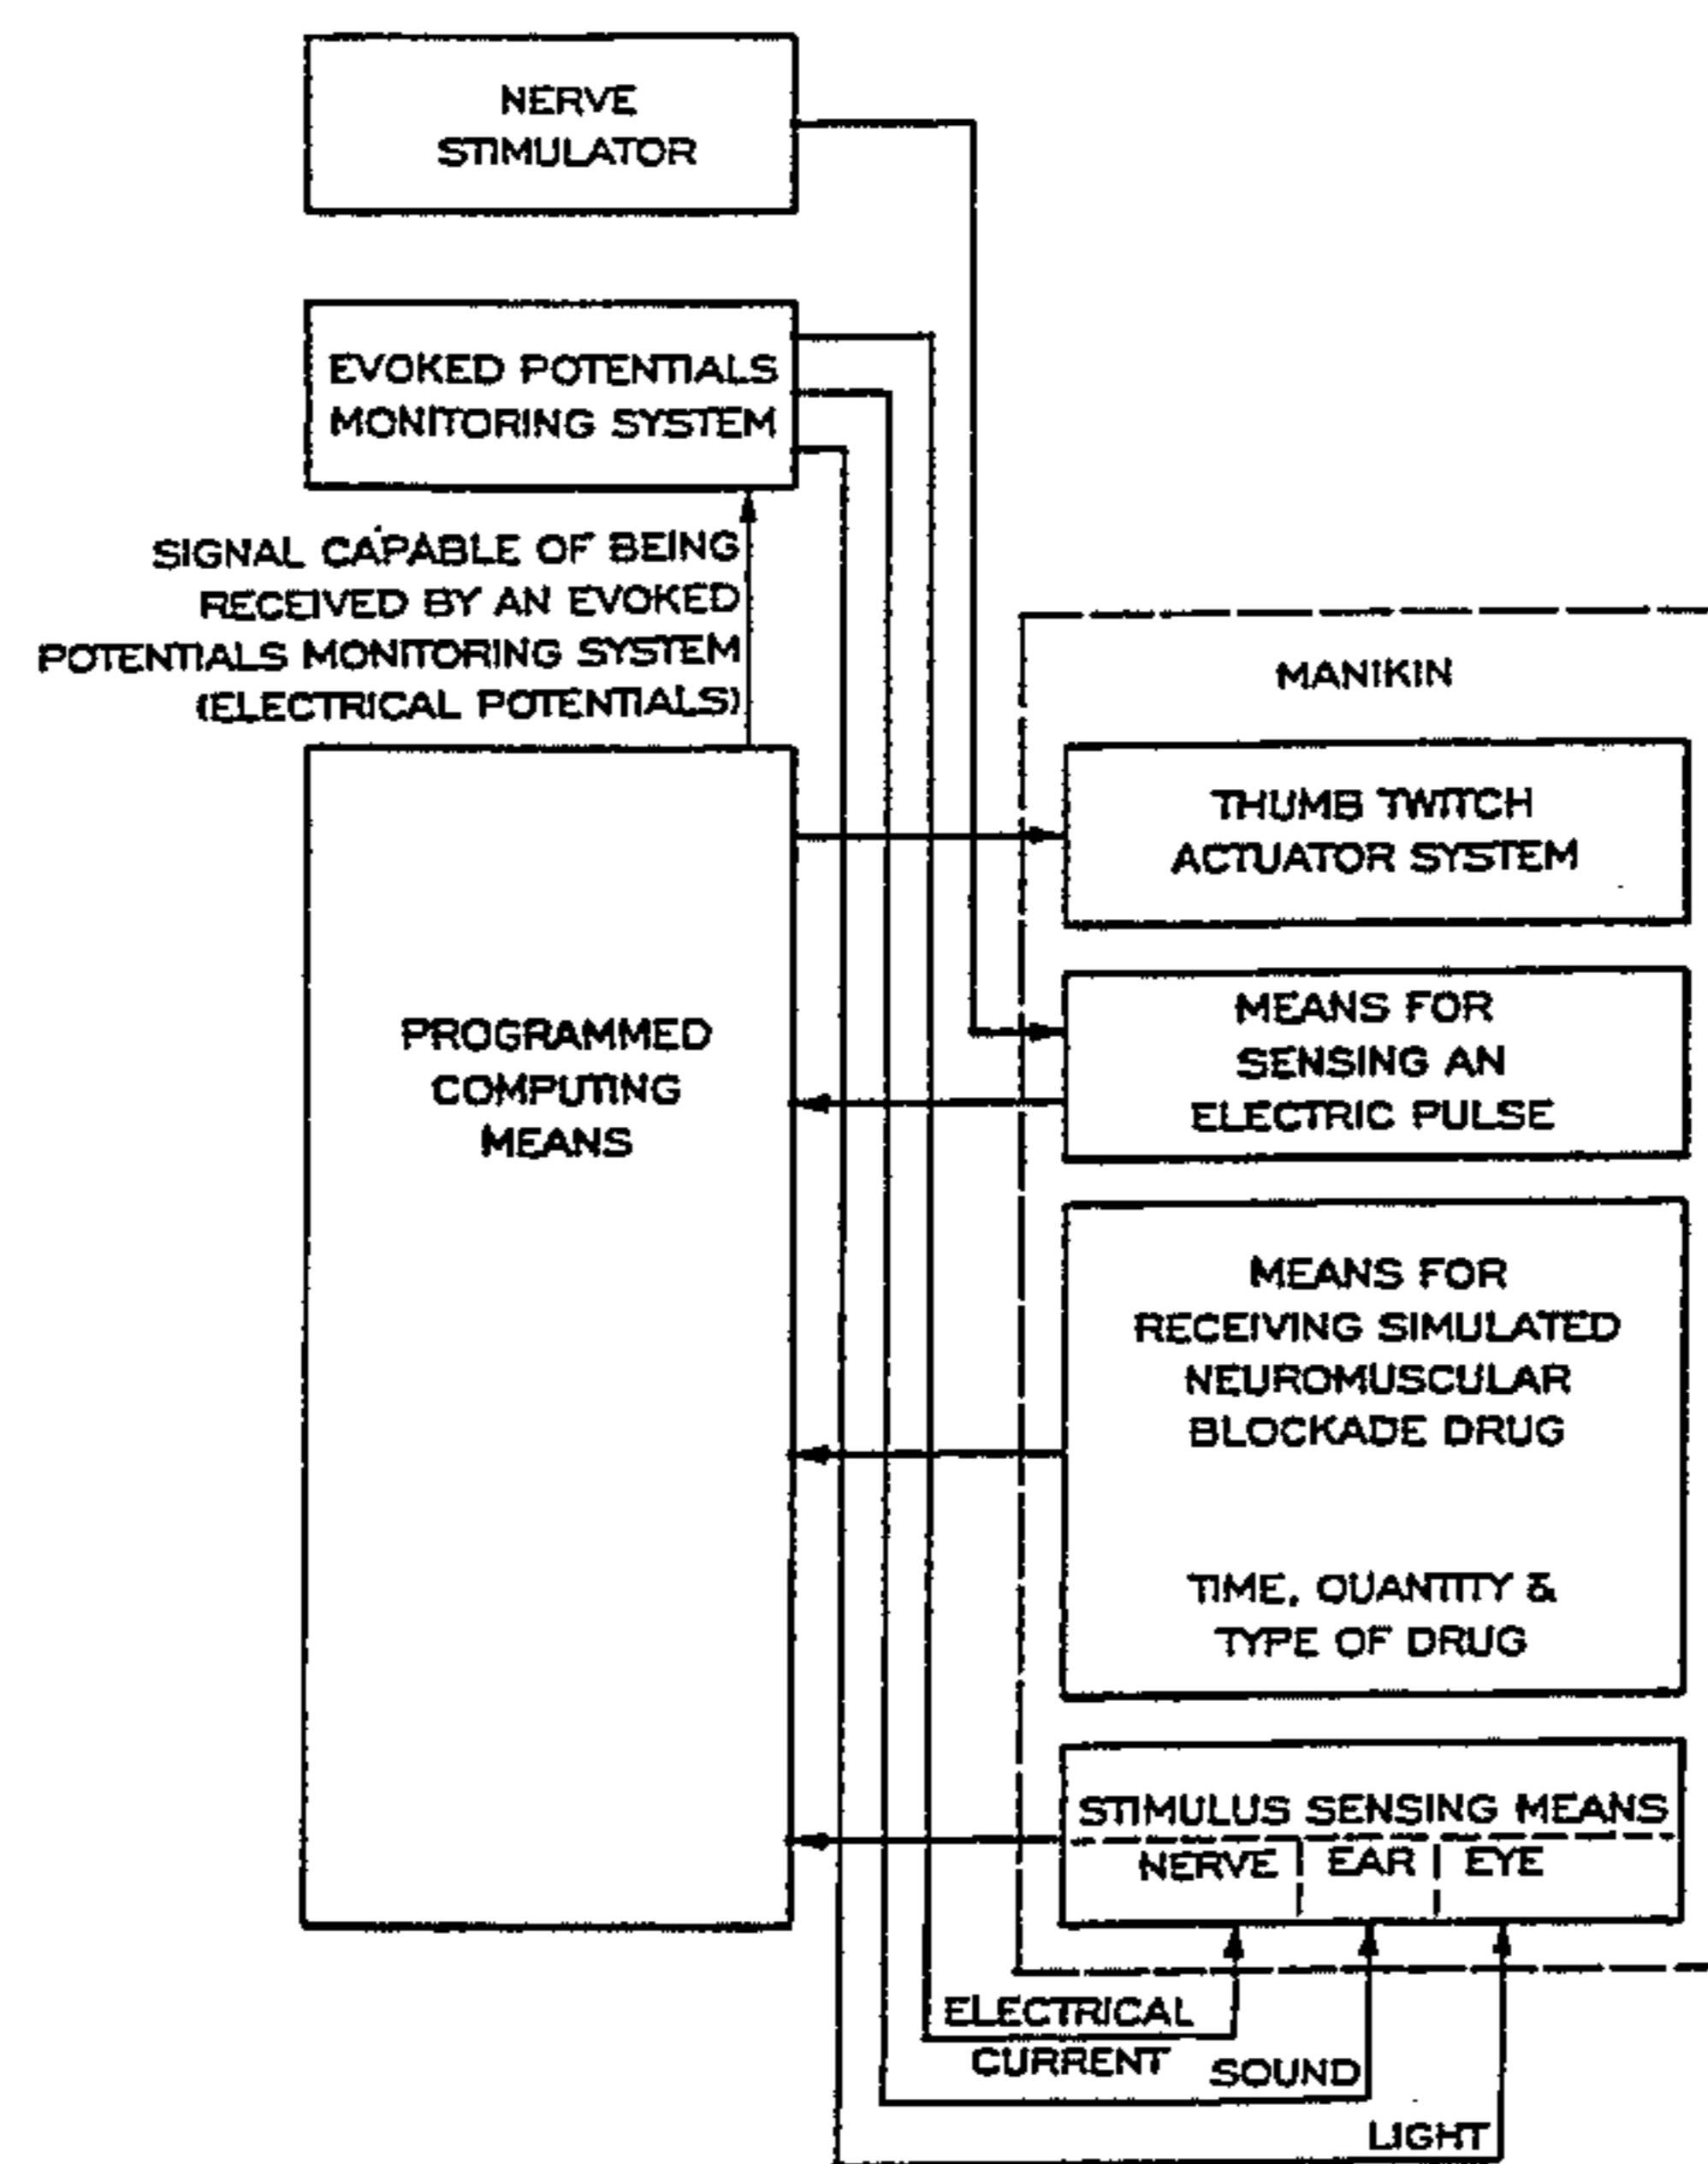 NERVE
STIMULATOR
EVOKED POTENTIALS
MONITORING SYSTEM
SIGNAL CAPABLE OF BEING
RECEIVED BY AN EVOKED
POTENTIALS MONITORING SYSTEM
(ELECTRICAL POTENTIALS)
PROGRAMMED
COMPUTING
MEANS
MANIKIN
THUMB TWITCH
ACTUATOR SYSTEM
MEANS FOR
SENSING AN
ELECTRIC PULSE
MEANS FOR
RECEIVING SIMULATED
NEUROMUSCULAR
BLOCKADE DRUG
TIME, QUANTITY &
TYPE OF DRUG
STIMULUS SENSING MEANS
NERVE EAR EYE
ELECTRICAL
CURRENT
SOUND
LIGHT